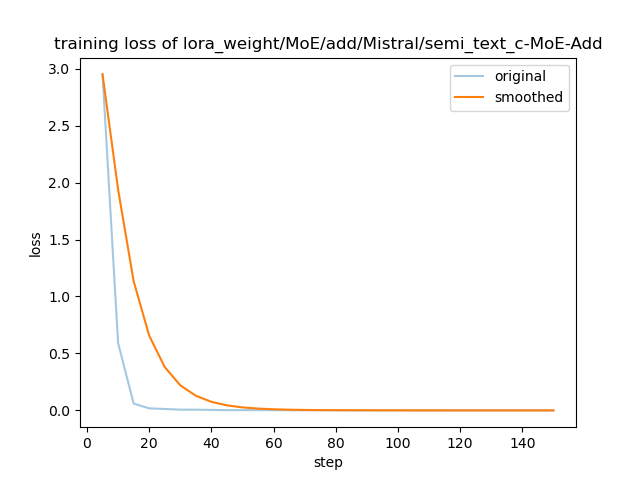 training loss of lora_weight/MoE/add/Mistral/semi_text_c-MoE-Add
original
smoothed
3.0
2.5
2.0
1.5
1.0
0.5
0.0
loss
0 20 40 60 80 100 120 140
step